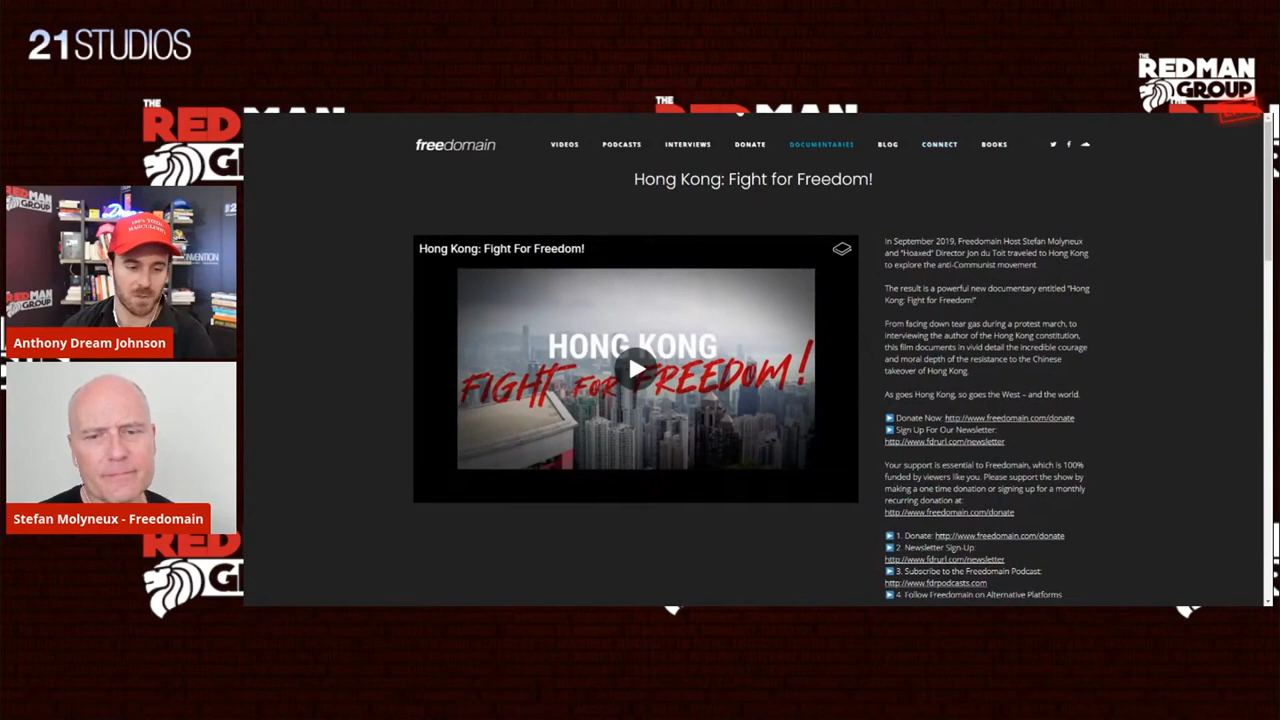 21STUDIOS
THE
REDMAN
GROUP
THE
REDMAN
THE
REDMAN
freedomain
VIDEOS
PODCASTS
INTERVIEWS
DONATE
DOCUMENTARIES
BLOG
CONNECT
BOOKS
Hong Kong: Fight for Freedom!
Hong Kong: Fight For Freedom!
HONG KONG
FIGHT FOR FREEDOM!
In September 2019, Freedomain Host Stefan Molyneux
and "Hoaxed" Director Jon du Toit traveled to Hong Kong
to explore the anti-Communist movement.
The result is a powerful new documentary entitled "Hong
Kong: Fight for Freedom!"
From facing down tear gas during a protest march, to
interviewing the author of the Hong Kong constitution,
this film documents in vivid detail the incredible courage
and moral depth of the resistance to the Chinese
takeover of Hong Kong.
As goes Hong Kong, so goes the West – and the world.
Donate Now: http://www.freedomain.com/donate
Sign Up For Our Newsletter:
http://www.fdrurl.com/newsletter
Your support is essential to Freedomain, which is 100%
funded by viewers like you. Please support the show by
making a one time donation or signing up for a monthly
recurring donation at:
http://www.freedomain.com/donate
1. Donate: http://www.freedomain.com/donate
2. Newsletter Sign-Up:
http://www.fdrurl.com/newsletter
3. Subscribe to the Freedomain Podcast:
http://www.fdrpodcasts.com
4. Follow Freedomain on Alternative Platforms
REDMAN
GROUP
CONVENTION
Anthony Dream Johnson
Stefan Molyneux - Freedomain
RED
G